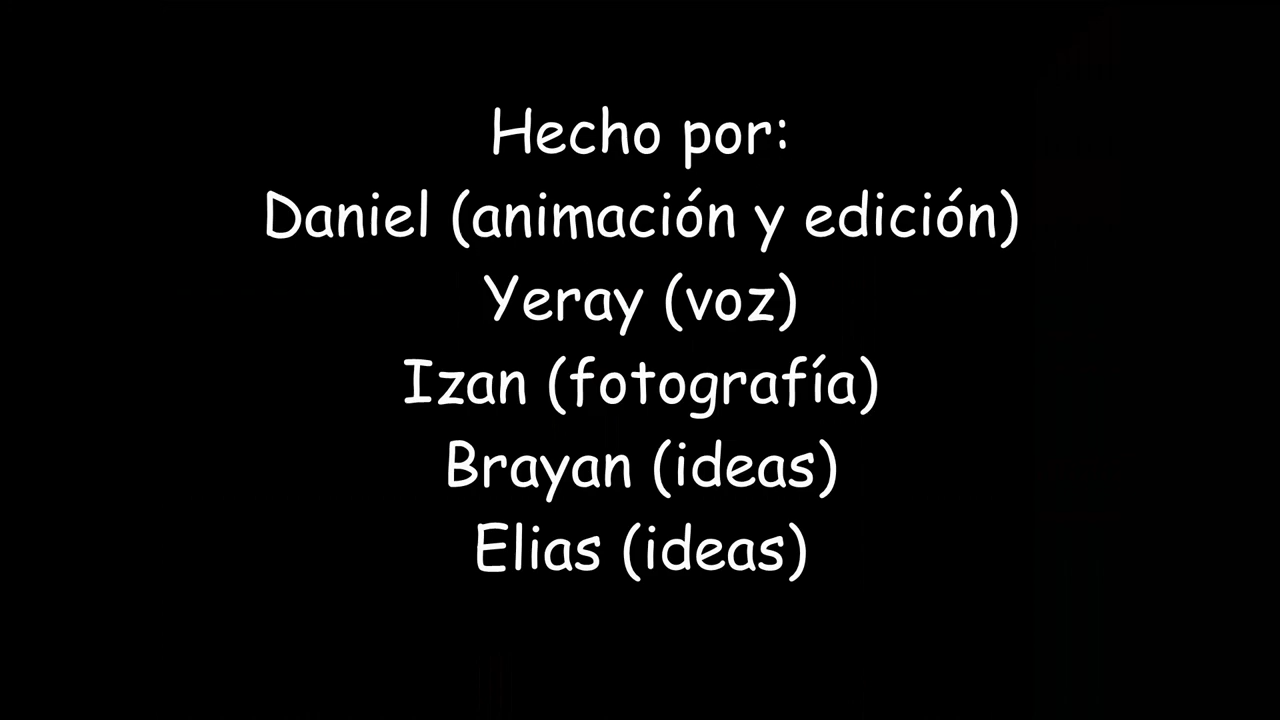 Hecho por:
Daniel (animación y edición)
Yeray (voz)
Izan (fotografía)
Brayan (ideas)
Elias (ideas)